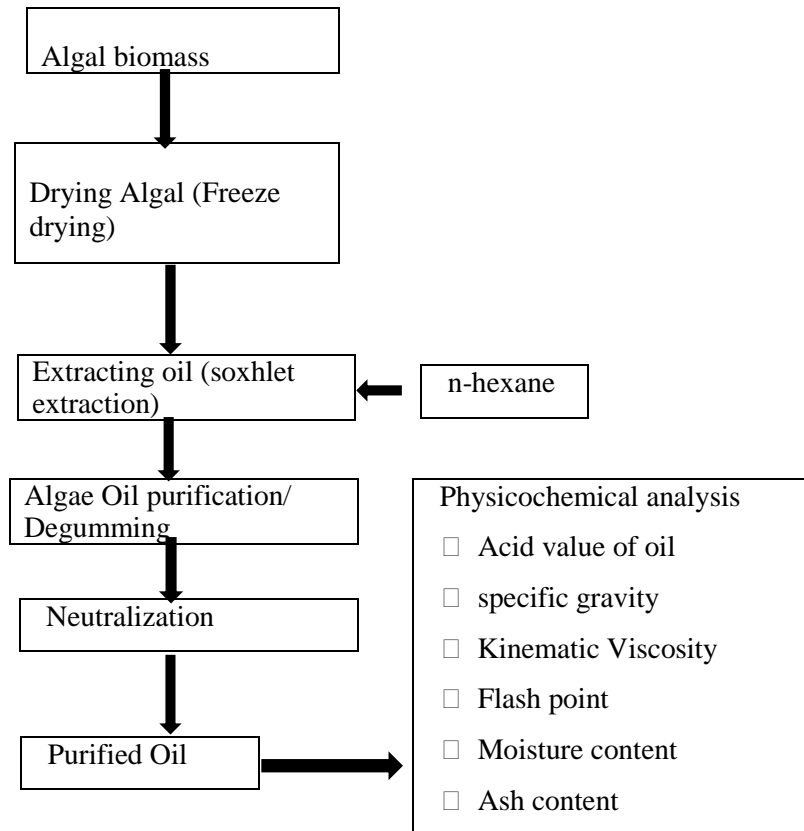 Algal biomass
Drying Algal (Freeze
drying)
Extracting oil (soxhlet
extraction)
n-hexane
Algae Oil purification/
Degumming
Neutralization
Purified Oil
Physicochemical analysis
□ Acid value of oil
□ specific gravity
□ Kinematic Viscosity
□ Flash point
□ Moisture content
□ Ash content